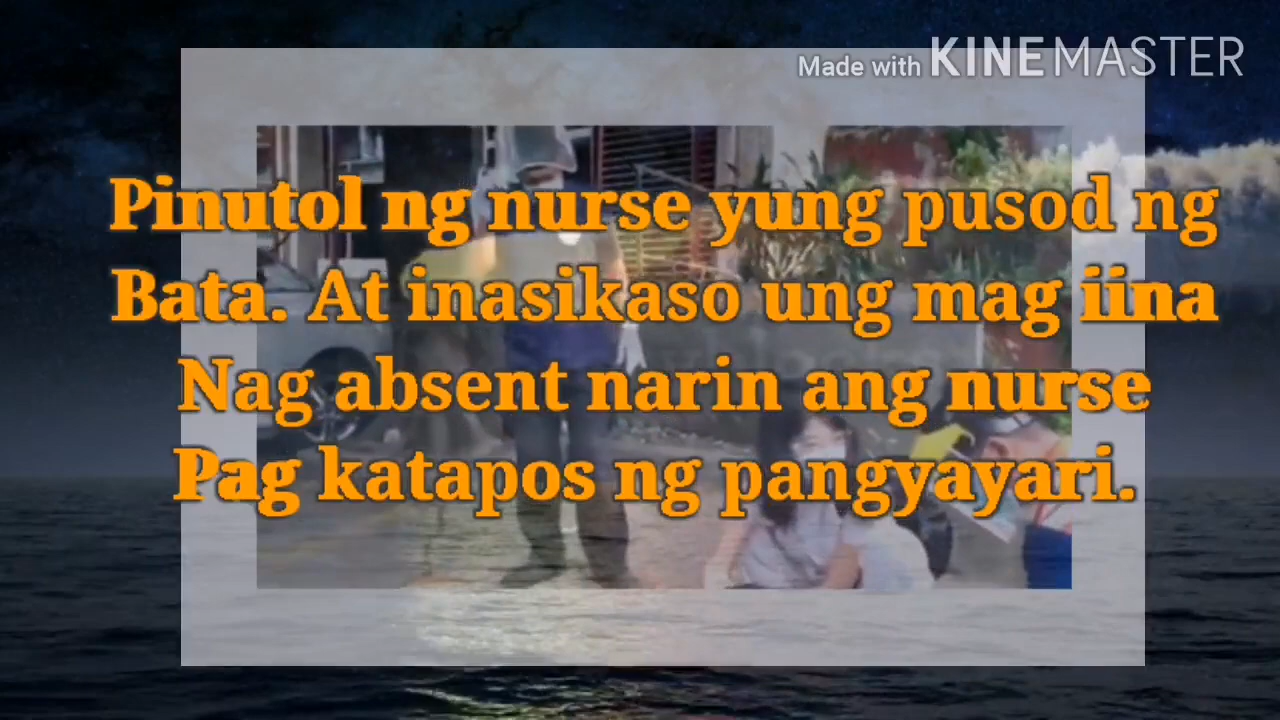 Made with KINEMASTER
Pinutol ng nurse yung pusod ng
Bata. At inasikaso ung mag iina
Nag absent narin ang nurse
Pag katapos ng pangyayari.